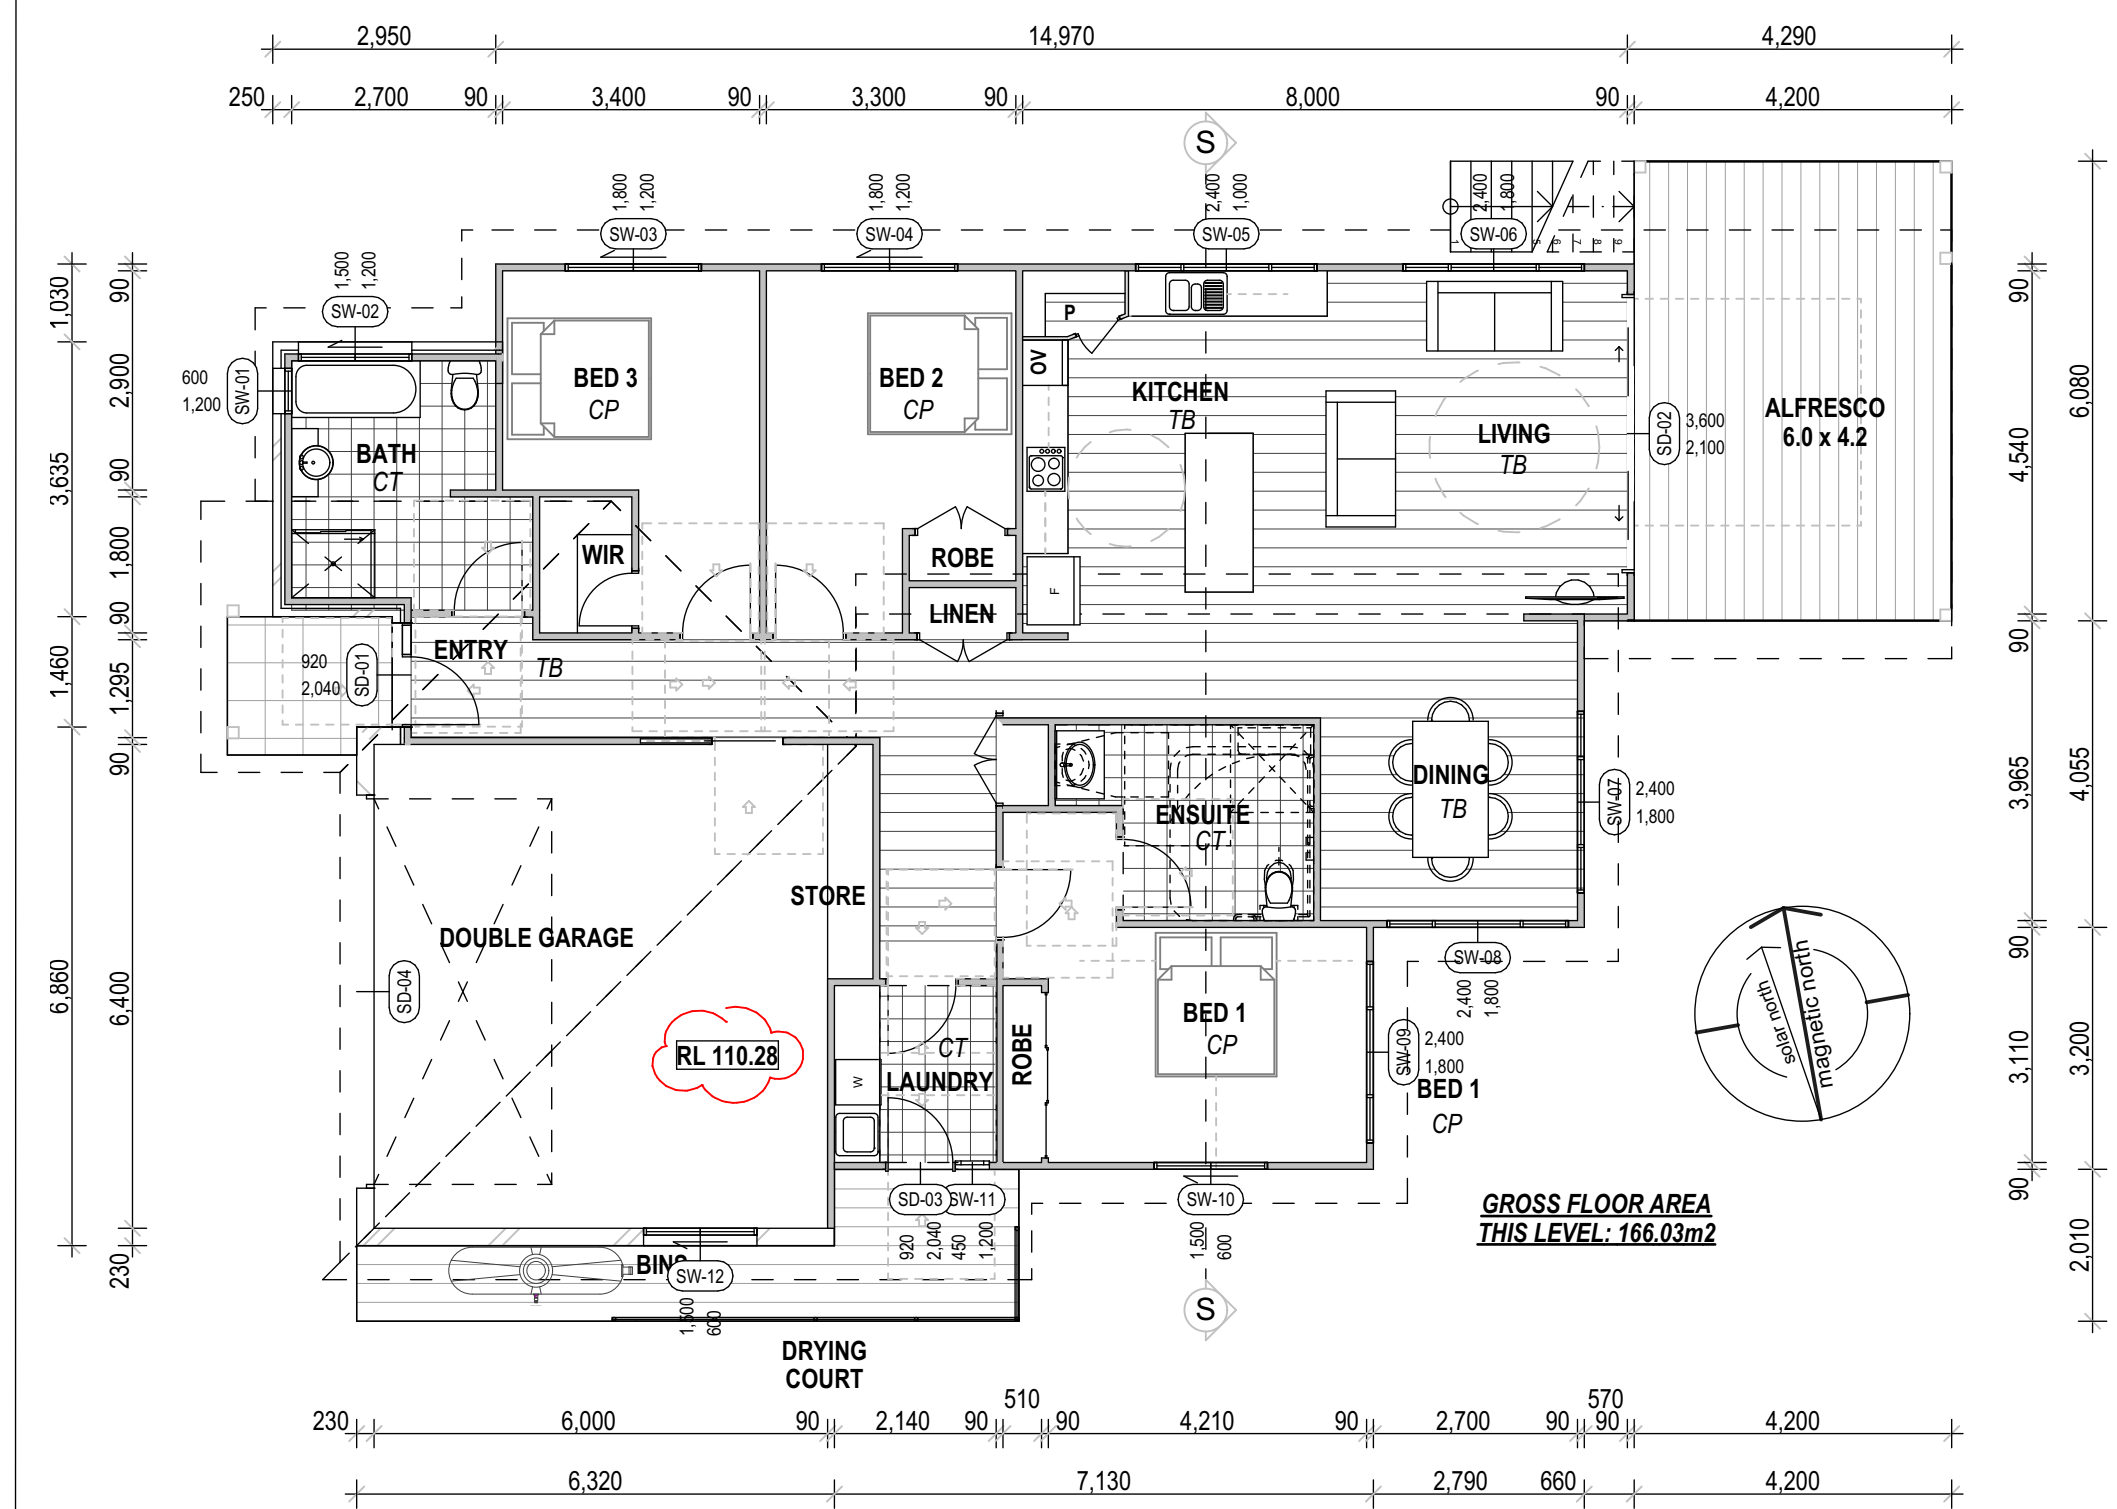 2,950 14,970 4,290
250 2,700 90 3,400 90 3,300 90 8,000 90 4,200
S
1,800 1,200
1,800 1,200
2,400 1,000
2,400 1,800
SW-03 SW-04 SW-05 SW-06
1 5 6 7 8 9
1,500 1,200
SW-02
600
1,200
SW-01
P
OV
BED 3
CP
BED 2
CP
KITCHEN
TB
LIVING
TB
SD-02
3,600
2,100
ALFRESCO
6.0 x 4.2
BATH
CT
WIR
ROBE
LINEN
F
ENTRY
TB
920
2,040
SD-01
DINING
TB
SW-07
2,400
1,800
ENSUITE
CT
STORE
DOUBLE GARAGE
SD-04
SW-08
2,400 1,800
BED 1
CP
SW-09
2,400
1,800
BED 1
CP
solar north
magnetic north
RL 110.28
W
CT
LAUNDRY
ROBE
SD-03 SW-11
920 2,040 450 1,200
SW-10
1,500 600
GROSS FLOOR AREA
THIS LEVEL: 166.03m2
BINS
SW-12
1,500 600
S
DRYING
COURT
1,030 3,635 1,460 6,860
90 2,900 90 1,800 90 1,295 90 6,400 230
90 4,540 90 3,965 90 3,110 90
6,080 4,055 3,200 2,010
510 570
230 6,000 90 2,140 90 90 4,210 90 2,700 90 90 4,200
6,320 7,130 2,790 660 4,200